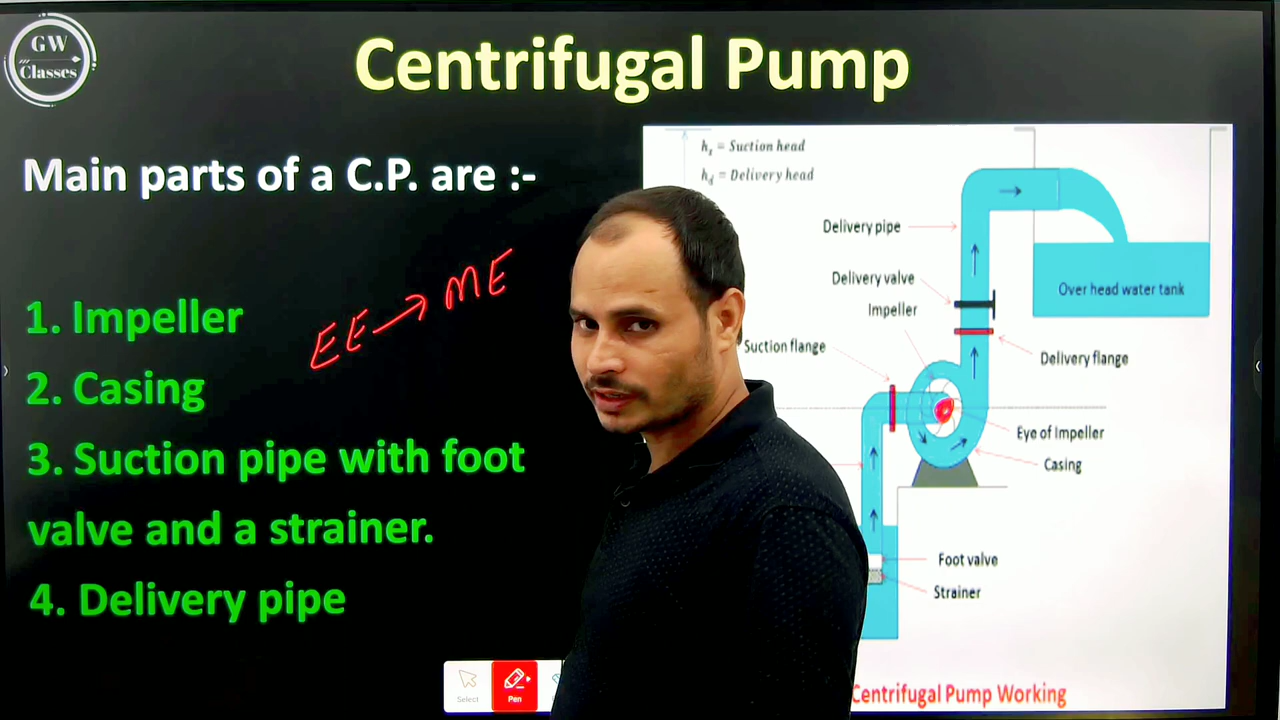 GW
Classes
Centrifugal Pump
Main parts of a C.P. are :-
EE → ME
1. Impeller
2. Casing
3. Suction pipe with foot
valve and a strainer.
4. Delivery pipe
hs = Suction head
hd = Delivery head
Delivery pipe
Delivery valve
Impeller
Suction flange
Over head water tank
Delivery flange
Eye of Impeller
Casing
Foot valve
Strainer
Centrifugal Pump Working
Select
Pen